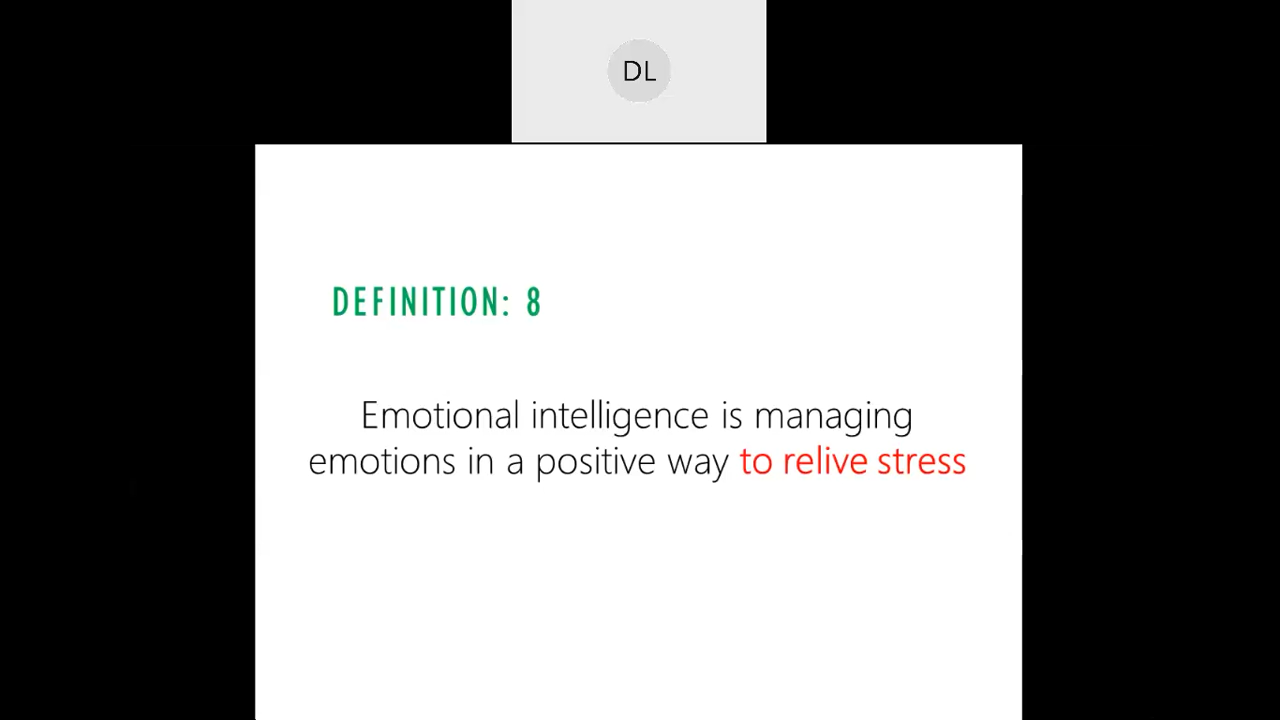 DL
DEFINITION: 8
Emotional intelligence is managing
emotions in a positive way to relive stress